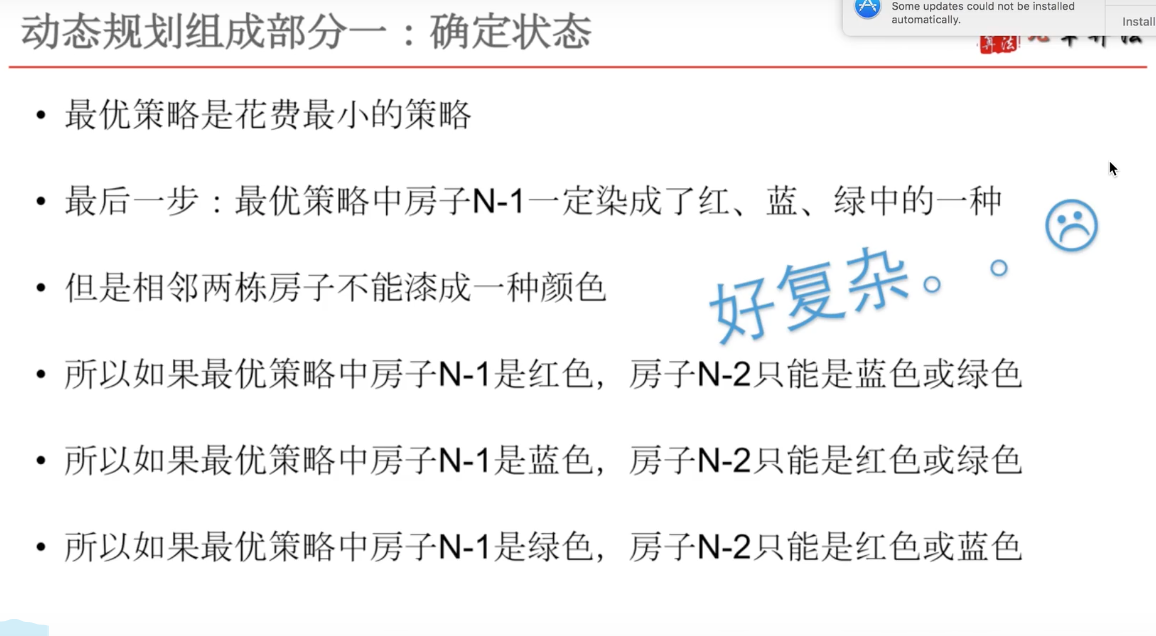 Some updates could not be installed
automatically.
Install
动态规划组成部分一：确定状态
算法
• 最优策略是花费最小的策略
• 最后一步：最优策略中房子N-1一定染成了红、蓝、绿中的一种
• 但是相邻两栋房子不能漆成一种颜色
好复杂。。
• 所以如果最优策略中房子N-1是红色，房子N-2只能是蓝色或绿色
• 所以如果最优策略中房子N-1是蓝色，房子N-2只能是红色或绿色
• 所以如果最优策略中房子N-1是绿色，房子N-2只能是红色或蓝色